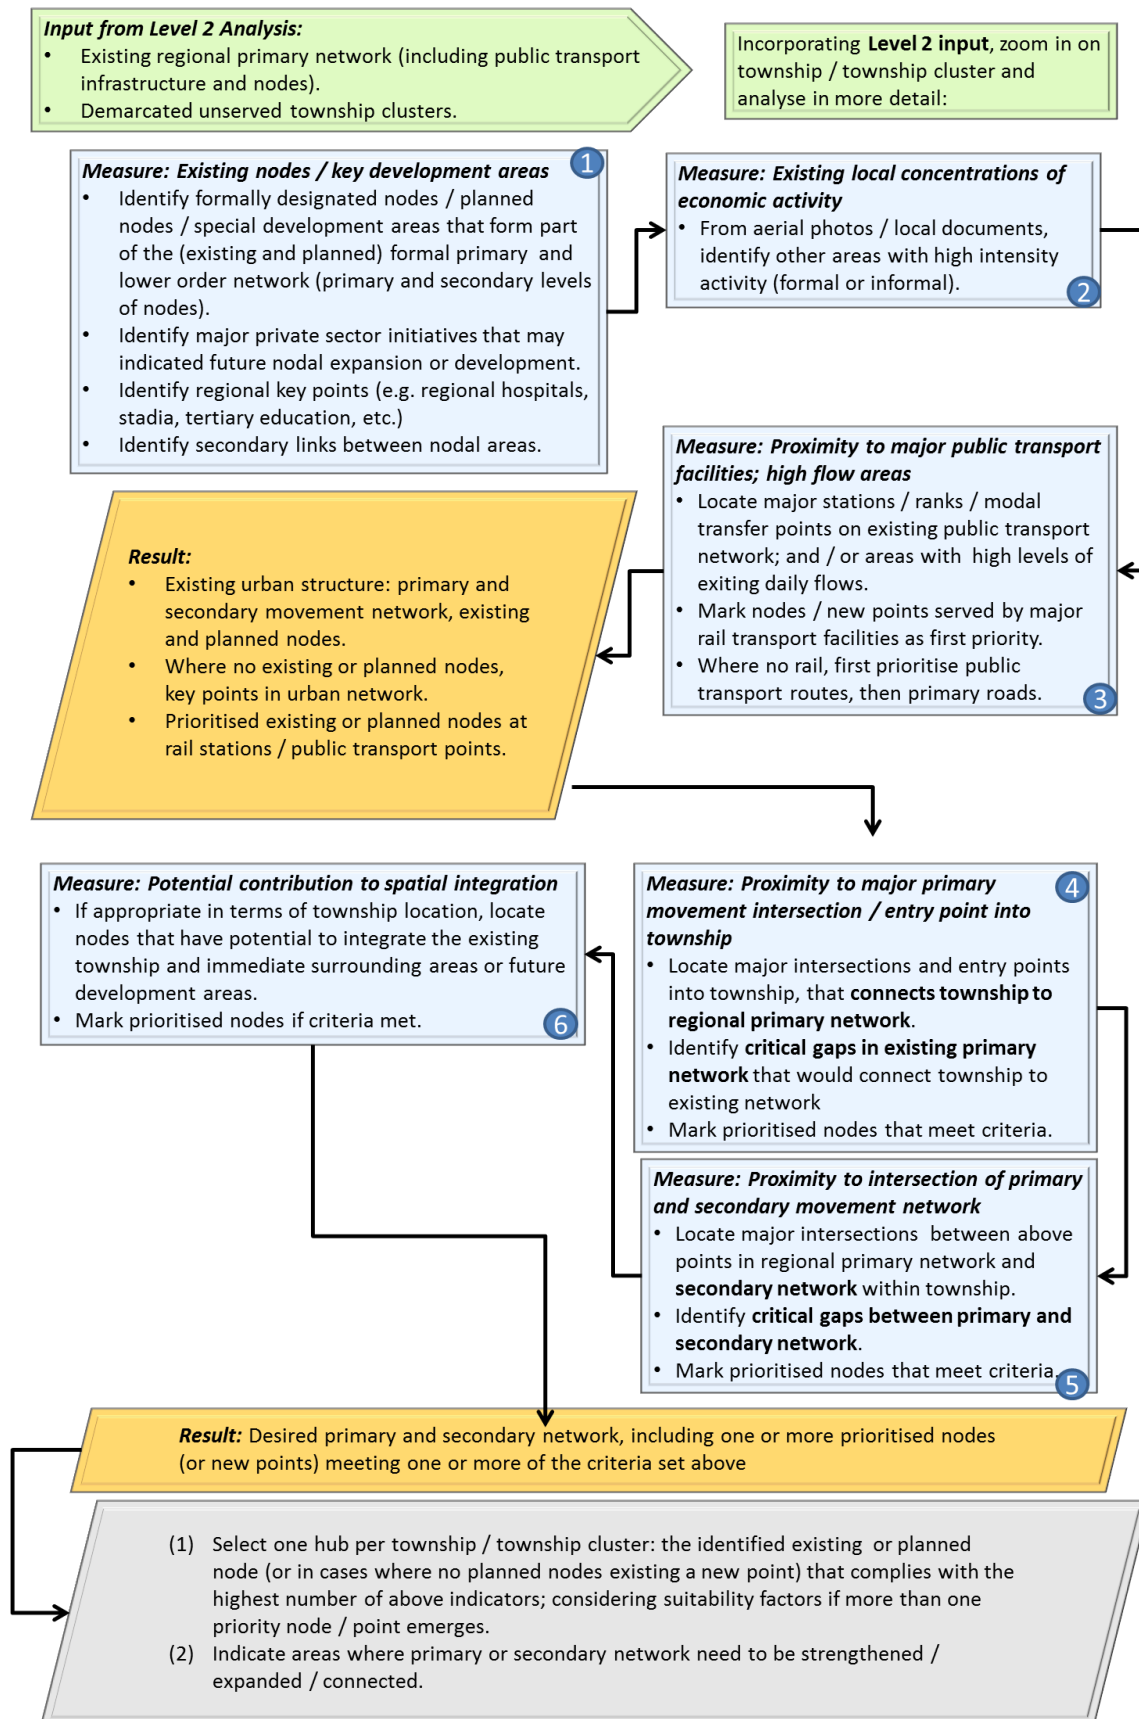 Input from Level 2 Analysis:
• Existing regional primary network (including public transport
infrastructure and nodes).
• Demarcated unserved township clusters.
Incorporating Level 2 input, zoom in on
township / township cluster and
analyse in more detail:
1
Measure: Existing nodes / key development areas
• Identify formally designated nodes / planned
nodes / special development areas that form part
of the (existing and planned) formal primary and
lower order network (primary and secondary levels
of nodes).
• Identify major private sector initiatives that may
indicated future nodal expansion or development.
• Identify regional key points (e.g. regional hospitals,
stadia, tertiary education, etc.)
• Identify secondary links between nodal areas.
Measure: Existing local concentrations of
economic activity
• From aerial photos / local documents,
identify other areas with high intensity
activity (formal or informal).
2
Measure: Proximity to major public transport
facilities; high flow areas
• Locate major stations / ranks / modal
transfer points on existing public transport
network; and / or areas with high levels of
exiting daily flows.
• Mark nodes / new points served by major
rail transport facilities as first priority.
• Where no rail, first prioritise public
transport routes, then primary roads.
3
Result:
• Existing urban structure: primary and
secondary movement network, existing
and planned nodes.
• Where no existing or planned nodes,
key points in urban network.
• Prioritised existing or planned nodes at
rail stations / public transport points.
4
Measure: Proximity to major primary
movement intersection / entry point into
township
• Locate major intersections and entry points
into township, that connects township to
regional primary network.
• Identify critical gaps in existing primary
network that would connect township to
existing network
• Mark prioritised nodes that meet criteria.
Measure: Proximity to intersection of primary
and secondary movement network
• Locate major intersections between above
points in regional primary network and
secondary network within township.
• Identify critical gaps between primary and
secondary network.
• Mark prioritised nodes that meet criteria.
5
Measure: Potential contribution to spatial integration
• If appropriate in terms of township location, locate
nodes that have potential to integrate the existing
township and immediate surrounding areas or future
development areas.
• Mark prioritised nodes if criteria met.
6
Result: Desired primary and secondary network, including one or more prioritised nodes
(or new points) meeting one or more of the criteria set above
(1) Select one hub per township / township cluster: the identified existing or planned
node (or in cases where no planned nodes existing a new point) that complies with the
highest number of above indicators; considering suitability factors if more than one
priority node / point emerges.
(2) Indicate areas where primary or secondary network need to be strengthened /
expanded / connected.